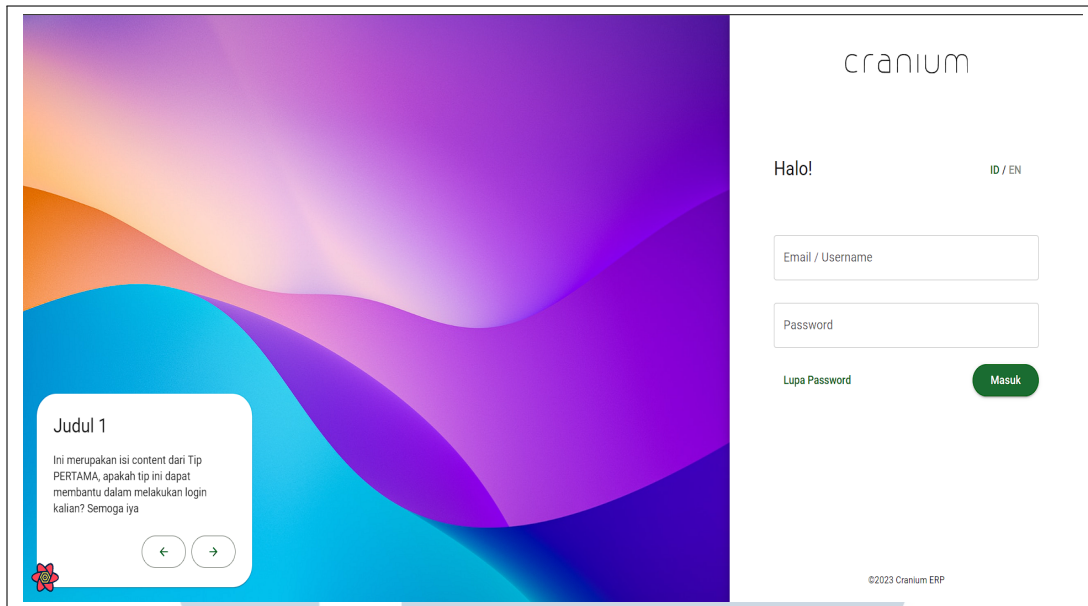 cranium
Halo!
ID / EN
Email / Username
Password
Lupa Password
Masuk
Judul 1
Ini merupakan isi content dari Tip
PERTAMA, apakah tip ini dapat
membantu dalam melakukan login
kalian? Semoga iya
©2023 Cranium ERP